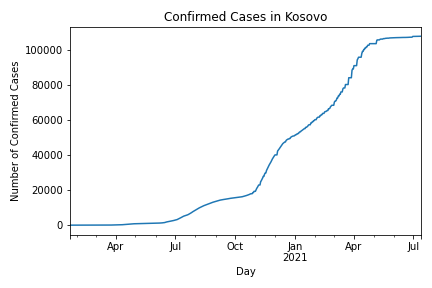 Confirmed Cases in Kosovo
Number of Confirmed Cases
100000
80000
60000
40000
20000
0
Apr Jul Oct Jan Apr Jul
2021
Day